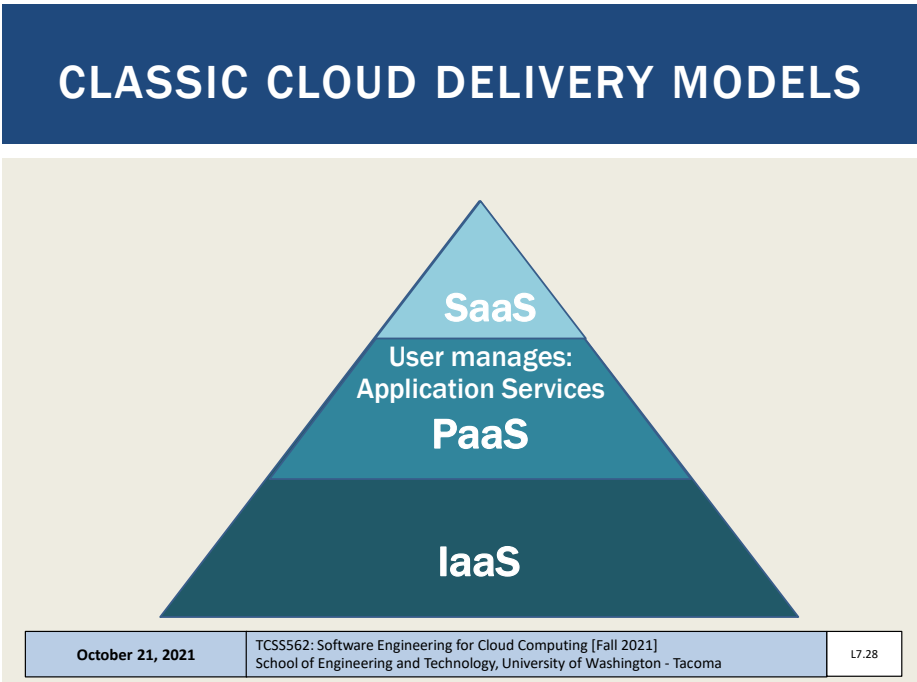 CLASSIC CLOUD DELIVERY MODELS
SaaS
User manages:
Application Services
PaaS
IaaS
October 21, 2021
TCSS562: Software Engineering for Cloud Computing [Fall 2021]
School of Engineering and Technology, University of Washington - Tacoma
L7.28